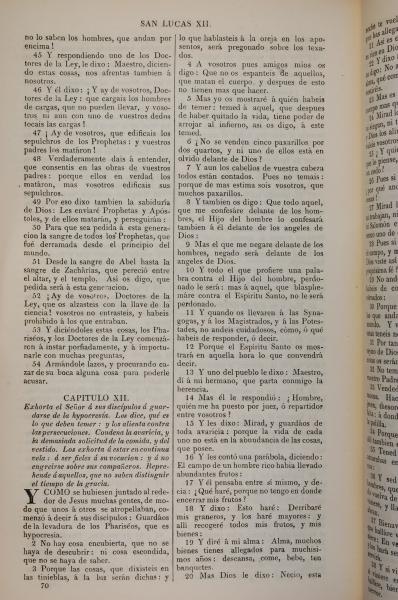 SAN LUCAS XII.
no lo saben los hombres, que andan por
encima!
45 Y respondiendo uno de los Doc-
tores de la Ley, le dixo: Maestro, dicien-
do estas cosas, nos afrentas tambien á
nosotros.
46 Y él dixo: ¡Y ay de vosotros, Doc-
tores de la Ley: que cargais los hombres
de cargas, que no pueden llevar, y voso-
tros ni aun con uno de vuestros dedos
tocais las cargas!
47 ¡Ay de vosotros, que edificais los
sepulchros de los Prophetas: y vuestros
padres los matáron!
48 Verdaderamente dais á entender,
que consentis en las obras de vuestros
padres: porque ellos en verdad los
matáron, mas vosotros edificais sus
sepulchros.
49 Por eso dixo tambien la sabiduría
de Dios: Les enviaré Prophetas y Após-
toles, y de ellos matarán, y perseguirán:
50 Para que sea pedida á esta genera-
cion la sangre de todos los Prophetas, que
fué derramada desde el principio del
mundo.
51 Desde la sangre de Abel hasta la
sangre de Zachârias, que pereció entre
el altar, y el templo. Así os digo, que
pedida será á esta generacion.
52 ¡Ay de vosotros, Doctores de la
Ley, que os alzasteis con la llave de la
ciencia! vosotros no entrasteis, y habeis
prohibido á los que entraban.
53 Y diciéndoles estas cosas, los Pha-
riséos, y los Doctores de la Ley comenzá-
ron á instar porfiadamente, y á importu-
narle con muchas preguntas,
54 Armándole lazos, y procurando ca-
zar de su boca alguna cosa para poderle
acusar.
CAPITULO XII.
Exhorta el Señor á sus discípulos á guar-
darse de la hypocresía. Les dice, qué es
lo que deben temer: y los alienta contra
las persecuciones. Condena la avaricia, y
la demasiada solicitud de la comida, y del
vestido. Los exhorta á estar en continua
vela: á ser fieles á su vocacion: y á no
engreirse sobre sus compañeros. Repre-
hende á aquellos, que no saben distinguir
el tiempo de la gracia.
Y COMO se hubiesen juntado al rede-
dor de Jesus muchas gentes, de mo-
do que unos á otros se atropellaban, co-
menzó á decir á sus discípulos: Guardáos
de la levadura de los Phariséos, que es
hypocresía.
2 No hay cosa encubierta, que no se
haya de descubrir: ni cosa escondida,
que no se haya de saber.
3 Porque las cosas, que dixisteis en
las tinieblas, á la luz serán dichas: y
70
lo que hablasteis á la oreja en los apo-
sentos, será pregonado sobre los texa-
dos.
4 A vosotros pues amigos mios os
digo: Que no os espanteis de aquellos,
que matan el cuerpo, y despues de esto
no tienen mas que hacer.
5 Mas yo os mostraré á quién habeis
de temer: temed á aquel, que despues
de haber quitado la vida, tiene poder de
arrojar al infierno, así os digo, á este
temed.
6 ¿No se venden cinco paxarillos por
dos quartos, y ni uno de ellos está en
olvido delante de Dios?
7 Y aun los cabellos de vuestra cabeza
todos están contados. Pues no temais:
porque de mas estima sois vosotros, que
muchos paxarillos.
8 Y tambien os digo: Que todo aquel,
que me confesáre delante de los hom-
bres, el Hijo del hombre lo confesará
tambien á él delante de los angeles de
Dios:
9 Mas el que me negare delante de los
hombres, negado será delante de los
angeles de Dios.
10 Y todo el que profiere una pala-
bra contra el Hijo del hombre, perdo-
nado le será: mas á aquel, que blasphe-
máre contra el Espíritu Santo, no le será
perdonado.
11 Y quando os llevaren á las Syna-
gogas, y á los Magistrados, y á las Potes-
tades, no andeis cuidadosos, cómo, ó qué
habeis de responder, ó decir.
12 Porque el Espíritu Santo os mos-
trará en aquella hora lo que convendrá
decir.
13 Y uno del pueblo le dixo: Maestro,
dí á mi hermano, que parta conmigo la
herencia.
14 Mas él le respondió: ¿Hombre,
quién me ha puesto por juez, ó repartidor
entre vosotros?
15 Y les dixo: Mirad, y guardáos de
toda avaricia: porque la vida de cada
uno no está en la abundancia de las cosas,
que posee.
16 Y les contó una parábola, diciendo:
El campo de un hombre rico habia llevado
abundantes frutos:
17 Y él pensaba entre sí mismo, y de-
cia: ¿Qué haré, porque no tengo en donde
encerrar mis frutos?
18 Y dixo: Esto haré: Derribaré
mis graneros, y los haré mayores: y
allí recogeré todos mis frutos, y mis
bienes:
19 Y diré á mi alma: Alma, muchos
bienes tienes allegados para muchísi-
mos años: descansa, come, bebe, ten
banquetes.
20 Mas Dios le dixo: Necio, esta